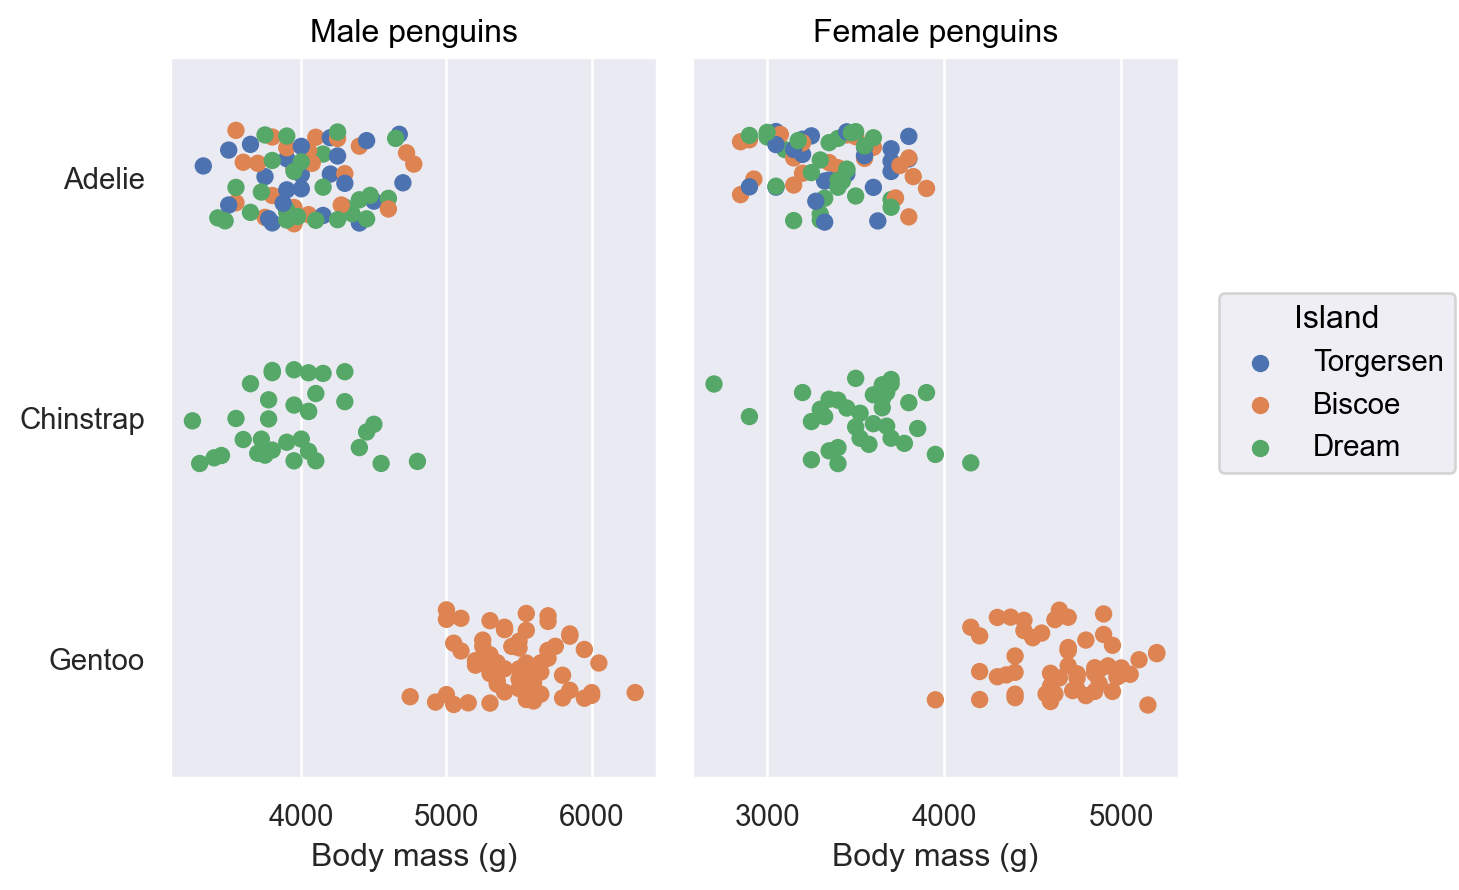 Male penguins
Female penguins
Adelie
Chinstrap
Gentoo
4000 5000 6000
Body mass (g)
3000 4000 5000
Body mass (g)
Island
Torgersen
Biscoe
Dream